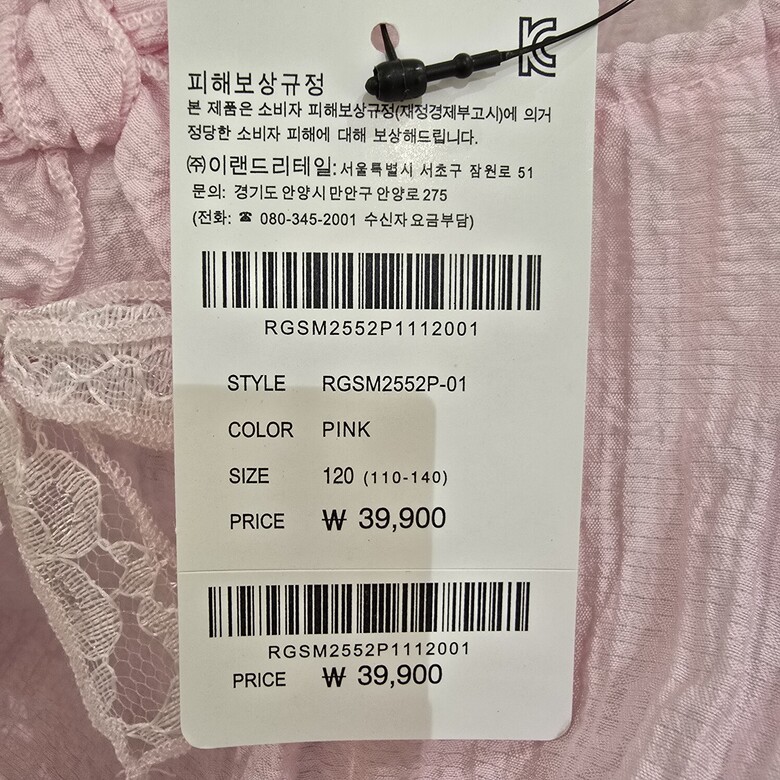 피해보상규정
본 제품은 소비자 피해보상규정(재정경제부고시)에 의거
정당한 소비자 피해에 대해 보상해드립니다.
㈜이랜드리테일: 서울특별시 서초구 잠원로 51
문의: 경기도 안양시 만안구 안양로 275
(전화: ☎ 080-345-2001 수신자 요금부담)
RGSM2552P1112001
STYLE RGSM2552P-01
COLOR PINK
SIZE 120 (110-140)
PRICE ₩ 39,900
RGSM2552P1112001
PRICE ₩ 39,900